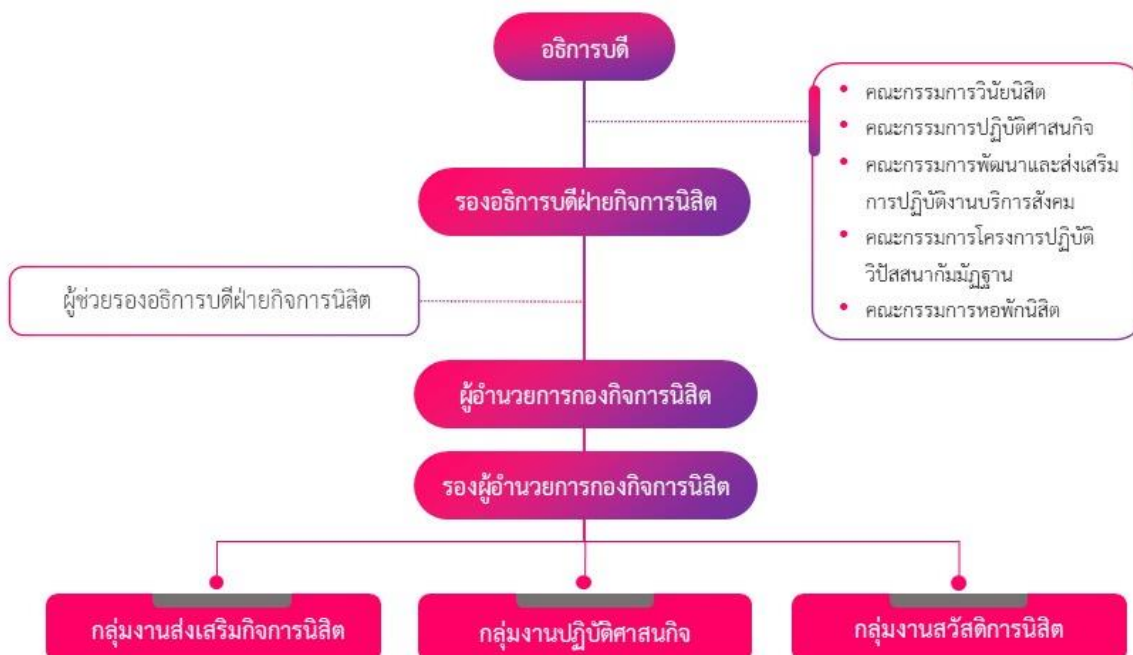 อธิการบดี
คณะกรรมการวินัยนิสิต
คณะกรรมการปฏิบัติศาสนกิจ
คณะกรรมการพัฒนาและส่งเสริม
การปฏิบัติงานบริการสังคม
คณะกรรมการโครงการปฏิบัติ
วิปัสสนากัมมัฏฐาน
คณะกรรมการหอพักนิสิต
รองอธิการบดีฝ่ายกิจการนิสิต
ผู้ช่วยรองอธิการบดีฝ่ายกิจการนิสิต
ผู้อำนวยการกองกิจการนิสิต
รองผู้อำนวยการกองกิจการนิสิต
กลุ่มงานส่งเสริมกิจการนิสิต
กลุ่มงานปฏิบัติศาสนกิจ
กลุ่มงานสวัสดิการนิสิต